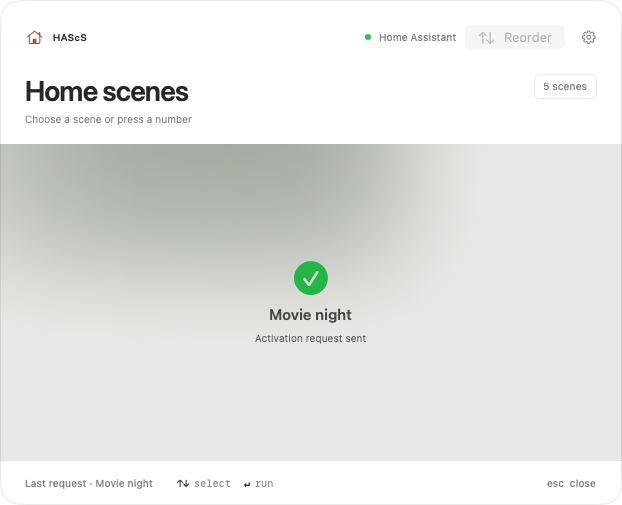 HAScS
Home Assistant
↑↓ Reorder
Home scenes
5 scenes
Choose a scene or press a number
Movie night
Activation request sent
Last request · Movie night
↑↓ select
↵ run
esc close